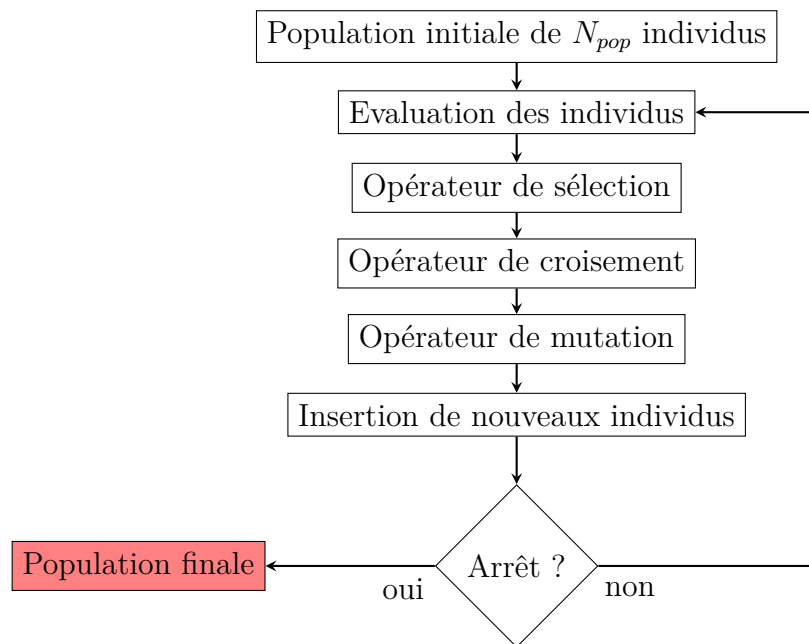 Population initiale de N_pop individus
Evaluation des individus
Opérateur de sélection
Opérateur de croisement
Opérateur de mutation
Insertion de nouveaux individus
Population finale
oui
Arrêt ?
non